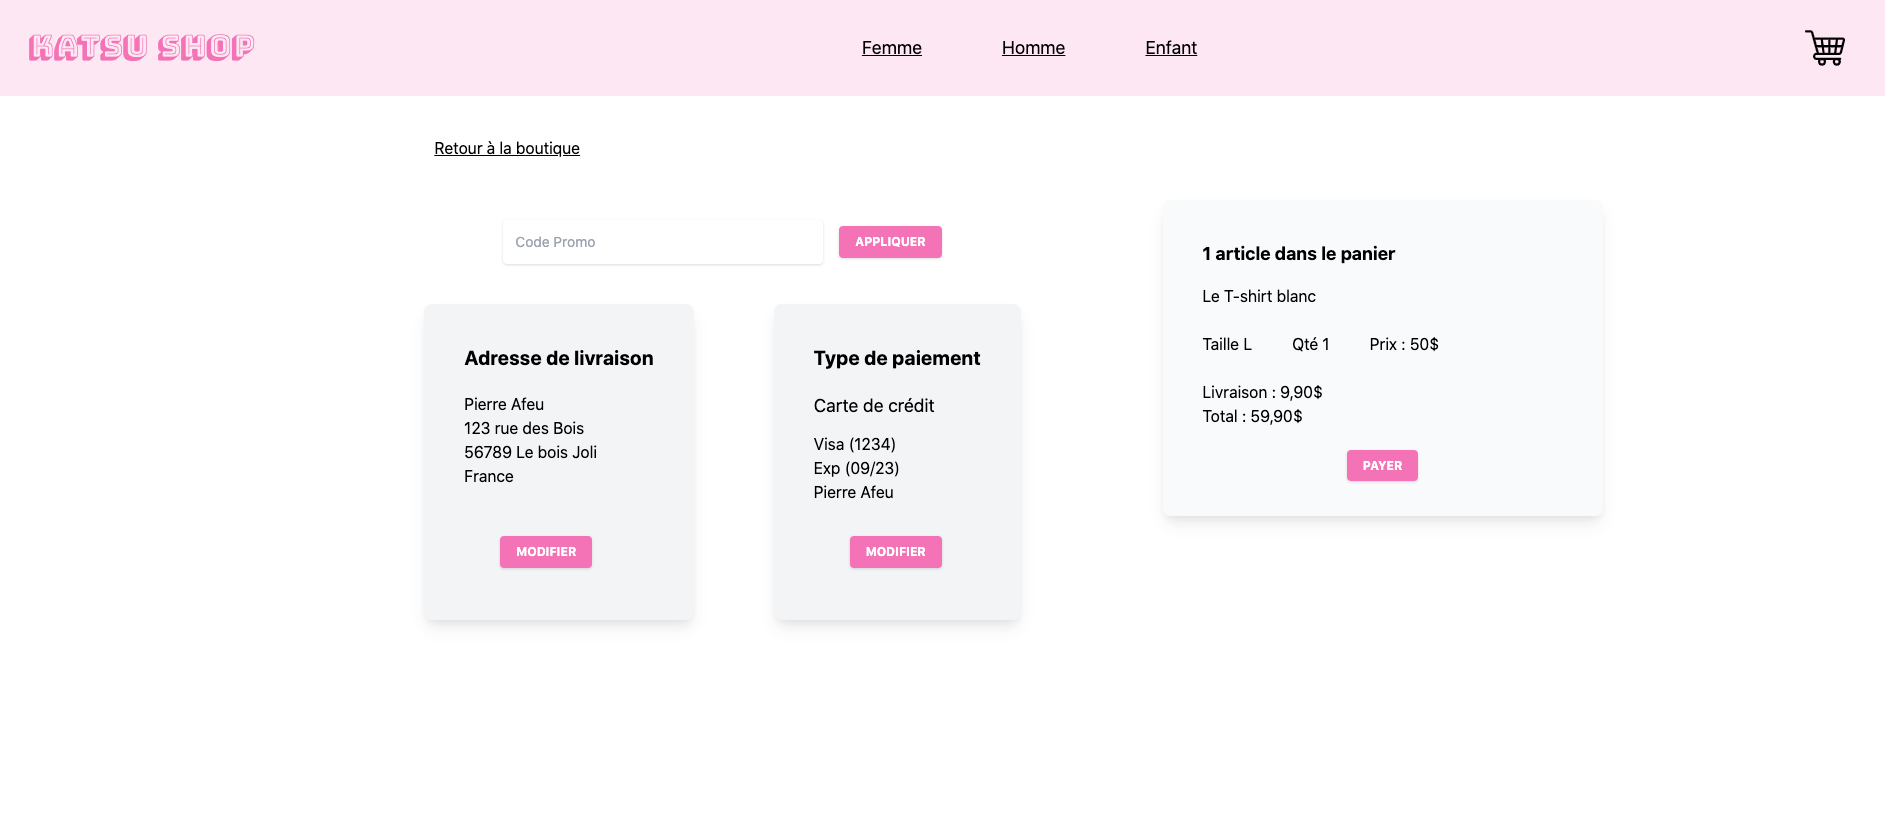 KATSU SHOP
Femme
Homme
Enfant
Retour à la boutique
Code Promo
APPLIQUER
Adresse de livraison
Pierre Afeu
123 rue des Bois
56789 Le bois Joli
France
MODIFIER
Type de paiement
Carte de crédit
Visa (1234)
Exp (09/23)
Pierre Afeu
MODIFIER
1 article dans le panier
Le T-shirt blanc
Taille L Qté 1 Prix : 50$
Livraison : 9,90$
Total : 59,90$
PAYER